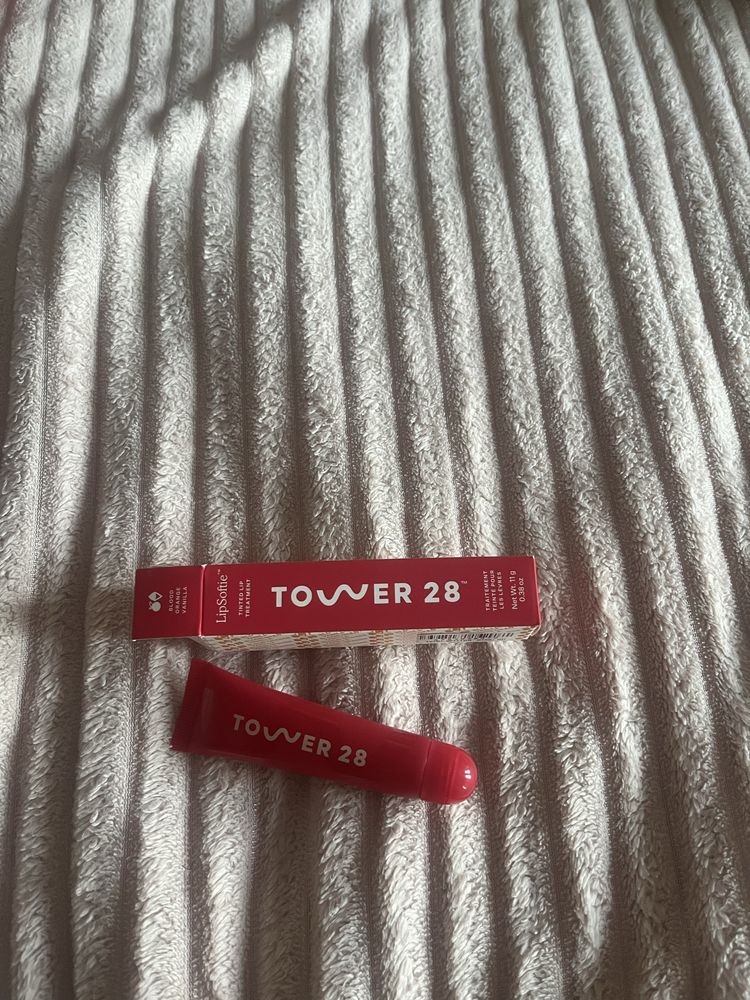 BLOOD
ORANGE
VANILLA
LipSoftie™
TINTED LIP
TREATMENT
TOWER 28™
TRAITEMENT
TEINTÉ POUR
LES LÈVRES
Net Wt. 11g
0.38 oz
TOWER 28